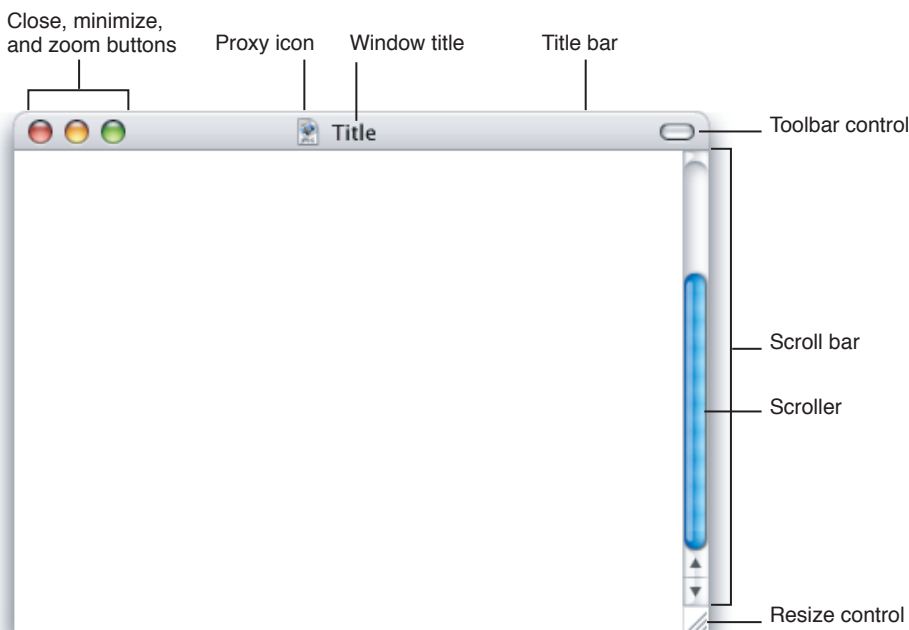 Close, minimize,
and zoom buttons
Proxy icon
Window title
Title bar
Title
Toolbar control
Scroll bar
Scroller
Resize control